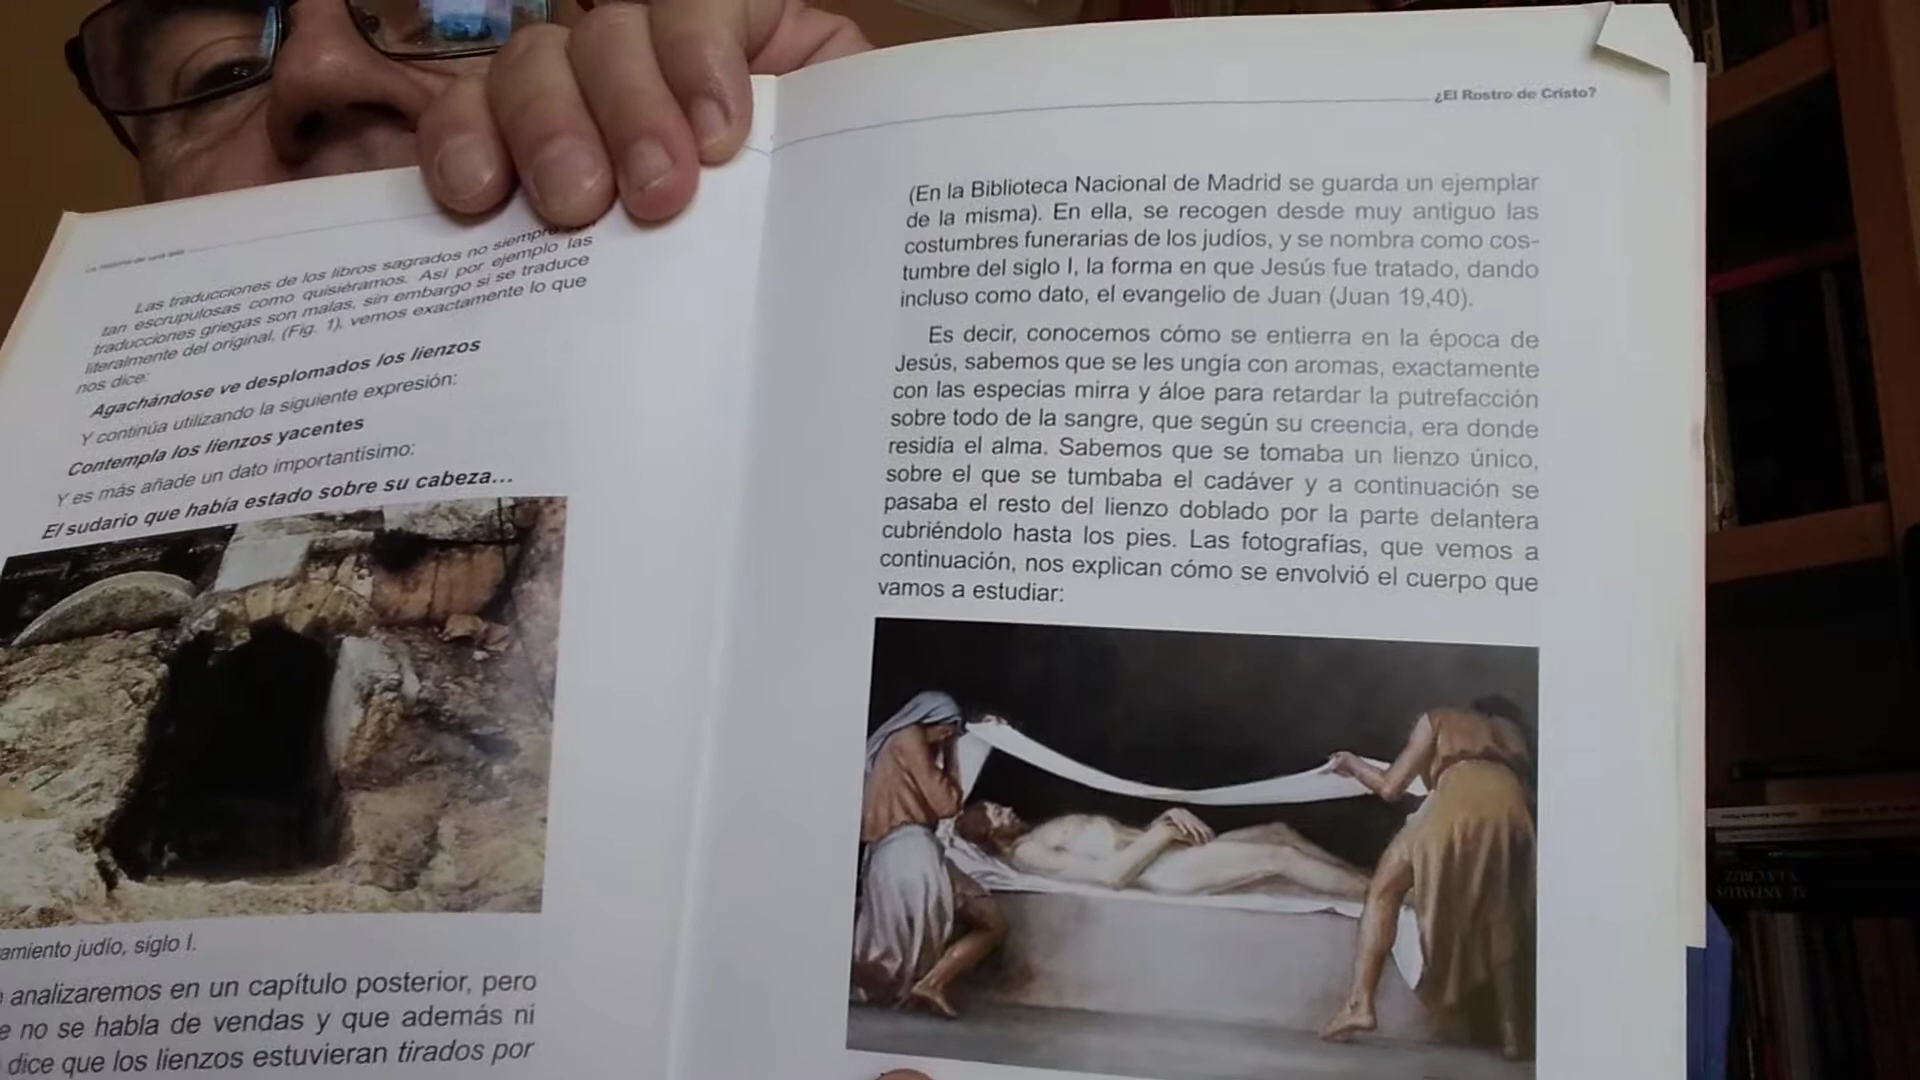 La historia de una
Las traducciones de los libros sagrados no siempre
tan escrupulosas como quisiéramos. Así por ejemplo las
traducciones griegas son malas, sin embargo si se traduce
literalmente del original, (Fig. 1), vemos exactamente lo que
nos dice:
Agachándose ve desplomados los lienzos
Y continúa utilizando la siguiente expresión:
Contempla los lienzos yacentes
Y es más añade un dato importantísimo:
El sudario que había estado sobre su cabeza...
amiento judío, siglo I.
analizaremos en un capítulo posterior, pero
e no se habla de vendas y que además ni
dice que los lienzos estuvieran tirados por
¿El Rostro de Cristo?
(En la Biblioteca Nacional de Madrid se guarda un ejemplar
de la misma). En ella, se recogen desde muy antiguo las
costumbres funerarias de los judíos, y se nombra como cos-
tumbre del siglo I, la forma en que Jesús fue tratado, dando
incluso como dato, el evangelio de Juan (Juan 19,40).
Es decir, conocemos cómo se entierra en la época de
Jesús, sabemos que se les ungía con aromas, exactamente
con las especias mirra y áloe para retardar la putrefacción
sobre todo de la sangre, que según su creencia, era donde
residía el alma. Sabemos que se tomaba un lienzo único,
sobre el que se tumbaba el cadáver y a continuación se
pasaba el resto del lienzo doblado por la parte delantera
cubriéndolo hasta los pies. Las fotografías, que vemos a
continuación, nos explican cómo se envolvió el cuerpo que
vamos a estudiar: